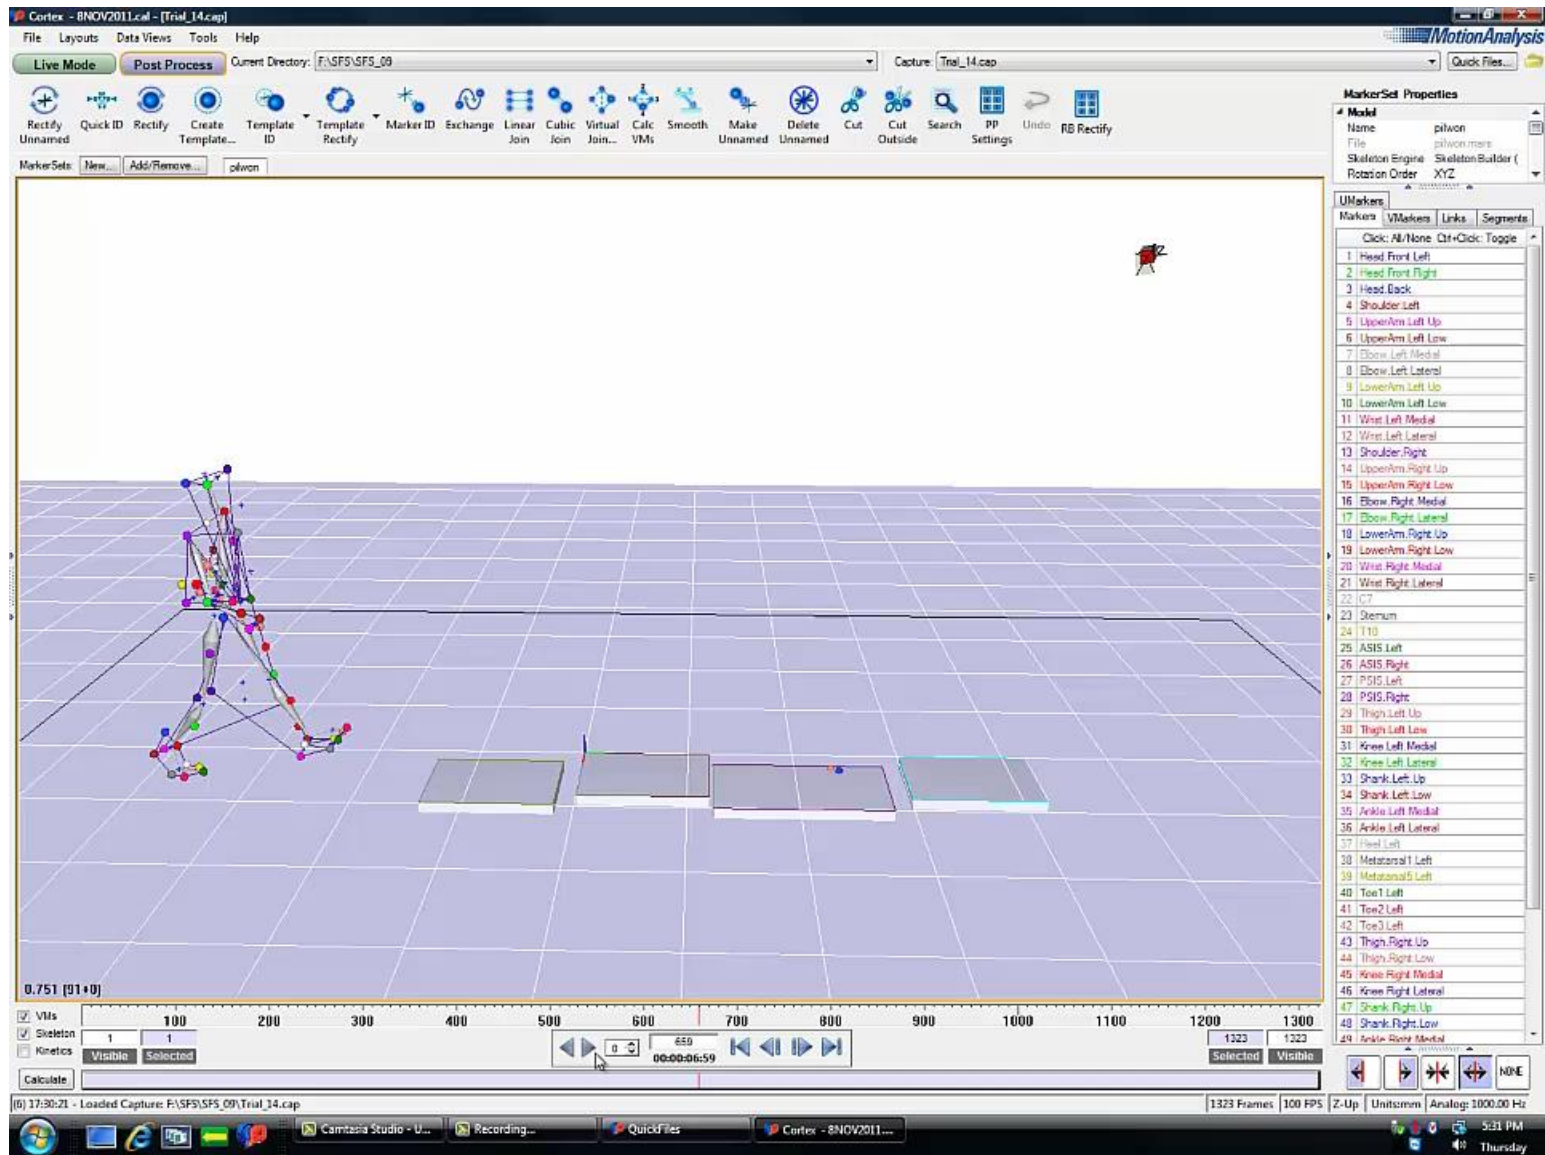 Cortex - 8NOV2011.cal - [Trial_14.cap]
File Layouts Data Views Tools Help
MotionAnalysis
Live Mode Post Process Current Directory: F:\SFS\SFS_09 Capture: Trial_14.cap Quick Files...
Rectify Unnamed
Quick ID
Rectify
Create Template...
Template ID
Template Rectify
Marker ID
Exchange
Linear Join
Cubic Join
Virtual Join...
Calc VMs
Smooth
Make Unnamed
Delete Unnamed
Cut
Cut Outside
Search
PP Settings
Undo
RB Rectify
MarkerSets: New... Add/Remove... pilwon
MarkerSet Properties
Model
Name pilwon
File pilwon.mars
Skeleton Engine Skeleton Builder (
Rotation Order XYZ
UMarkers
Markers VMarkers Links Segments
Click: All/None Ctrl+Click: Toggle
1 Head.Front.Left
2 Head.Front.Right
3 Head.Back
4 Shoulder.Left
5 UpperArm.Left.Up
6 UpperArm.Left.Low
7 Elbow.Left.Medial
8 Elbow.Left.Lateral
9 LowerArm.Left.Up
10 LowerArm.Left.Low
11 Wrist.Left.Medial
12 Wrist.Left.Lateral
13 Shoulder.Right
14 UpperArm.Right.Up
15 UpperArm.Right.Low
16 Elbow.Right.Medial
17 Elbow.Right.Lateral
18 LowerArm.Right.Up
19 LowerArm.Right.Low
20 Wrist.Right.Medial
21 Wrist.Right.Lateral
22 C7
23 Sternum
24 T10
25 ASIS.Left
26 ASIS.Right
27 PSIS.Left
28 PSIS.Right
29 Thigh.Left.Up
30 Thigh.Left.Low
31 Knee.Left.Medial
32 Knee.Left.Lateral
33 Shank.Left.Up
34 Shank.Left.Low
35 Ankle.Left.Medial
36 Ankle.Left.Lateral
37 Heel.Left
38 Metatarsal1.Left
39 Metatarsal5.Left
40 Toe1.Left
41 Toe2.Left
42 Toe3.Left
43 Thigh.Right.Up
44 Thigh.Right.Low
45 Knee.Right.Medial
46 Knee.Right.Lateral
47 Shank.Right.Up
48 Shank.Right.Low
49 Ankle.Right.Medial
Z
0.751 (91+0)
VMs
Skeleton
Kinetics
100 200 300 400 500 600 700 800 900 1000 1100 1200 1300
1 1
Visible Selected
0 659
00:00:06:59
1323 1323
Selected Visible
NONE
Calculate
(6) 17:30:21 - Loaded Capture: F:\SFS\SFS_09\Trial_14.cap
1323 Frames 100 FPS Z-Up Units:mm Analog: 1000.00 Hz
Camtasia Studio - U... Recording... QuickFiles Cortex - 8NOV2011....
5:31 PM
Thursday